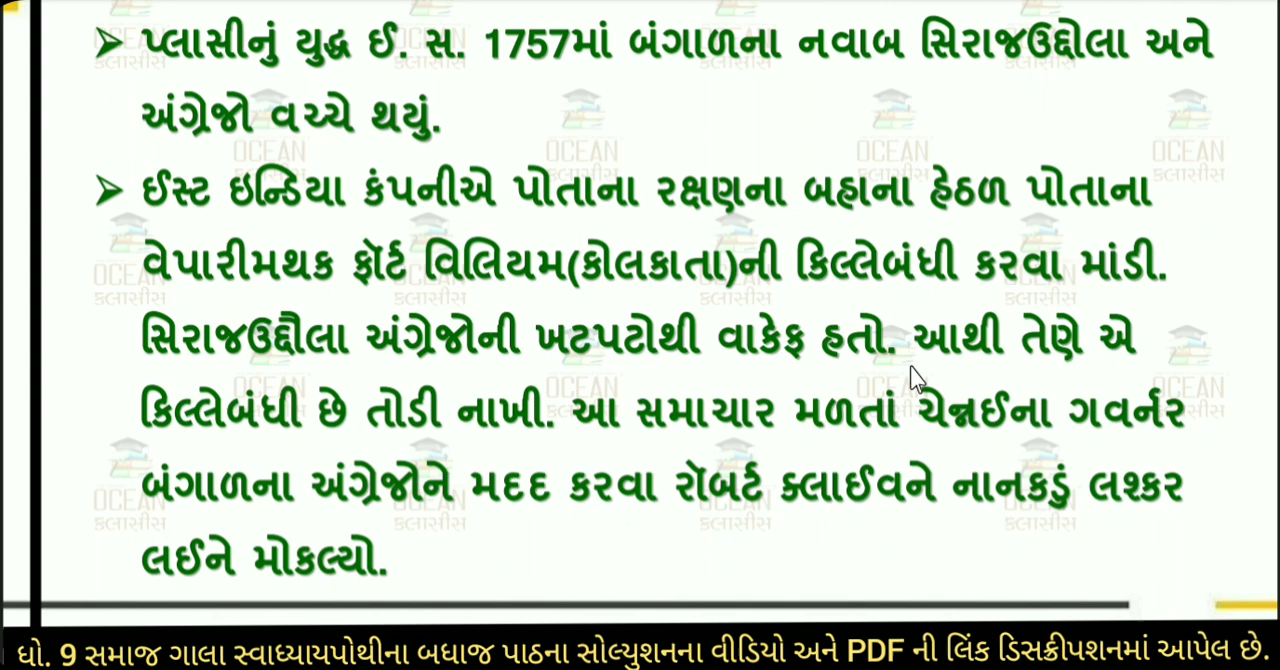 ➢ પ્લાસીનું યુદ્ધ ઈ. સ. 1757માં બંગાળના નવાબ સિરાજઉદ્દોલા અને
અંગ્રેજો વચ્ચે થયું.
➢ ઈસ્ટ ઇન્ડિયા કંપનીએ પોતાના રક્ષણના બહાના હેઠળ પોતાના
વેપારીમથક ફૉર્ટ વિલિયમ(કોલકાતા)ની કિલ્લેબંધી કરવા માંડી.
સિરાજઉદ્દૌલા અંગ્રેજોની ખટપટોથી વાકેફ હતો. આથી તેણે એ
કિલ્લેબંધી છે તોડી નાખી. આ સમાચાર મળતાં ચેન્નઈના ગવર્નર
બંગાળના અંગ્રેજોને મદદ કરવા રૉબર્ટ ક્લાઈવને નાનકડું લશ્કર
લઈને મોકલ્યો.
OCEAN
ક્લાસીસ
ધો. 9 સમાજ ગાલા સ્વાધ્યાયપોથીના બધાજ પાઠના સોલ્યુશનના વીડિયો અને PDF ની લિંક ડિસક્રીપશનમાં આપેલ છે.